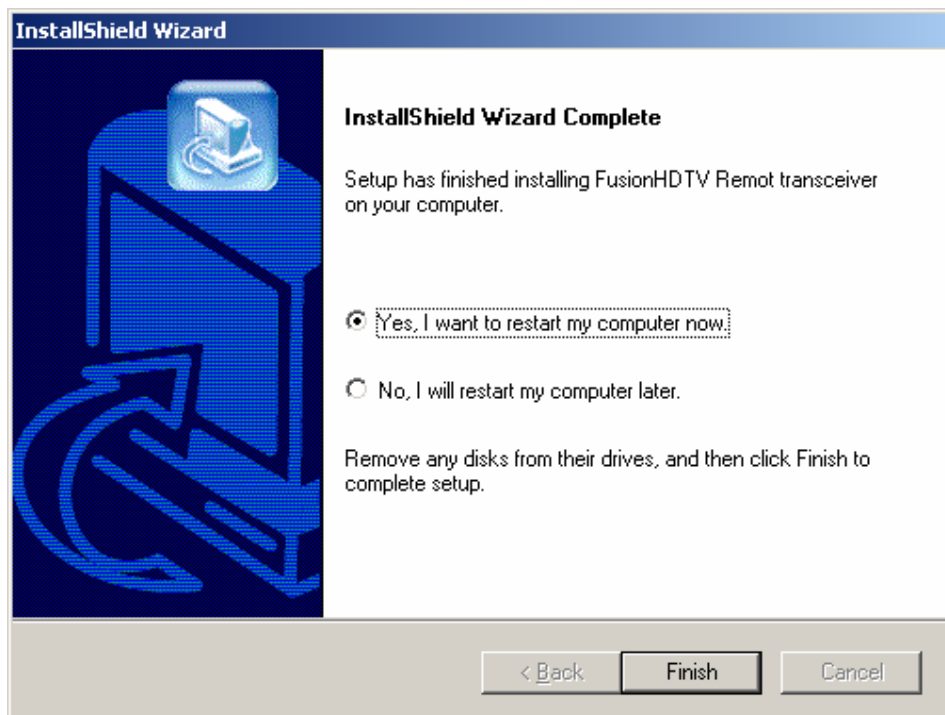 InstallShield Wizard
InstallShield Wizard Complete
Setup has finished installing FusionHDTV Remot transceiver
on your computer.
Yes, I want to restart my computer now.
No, I will restart my computer later.
Remove any disks from their drives, and then click Finish to
complete setup.
< Back Finish Cancel